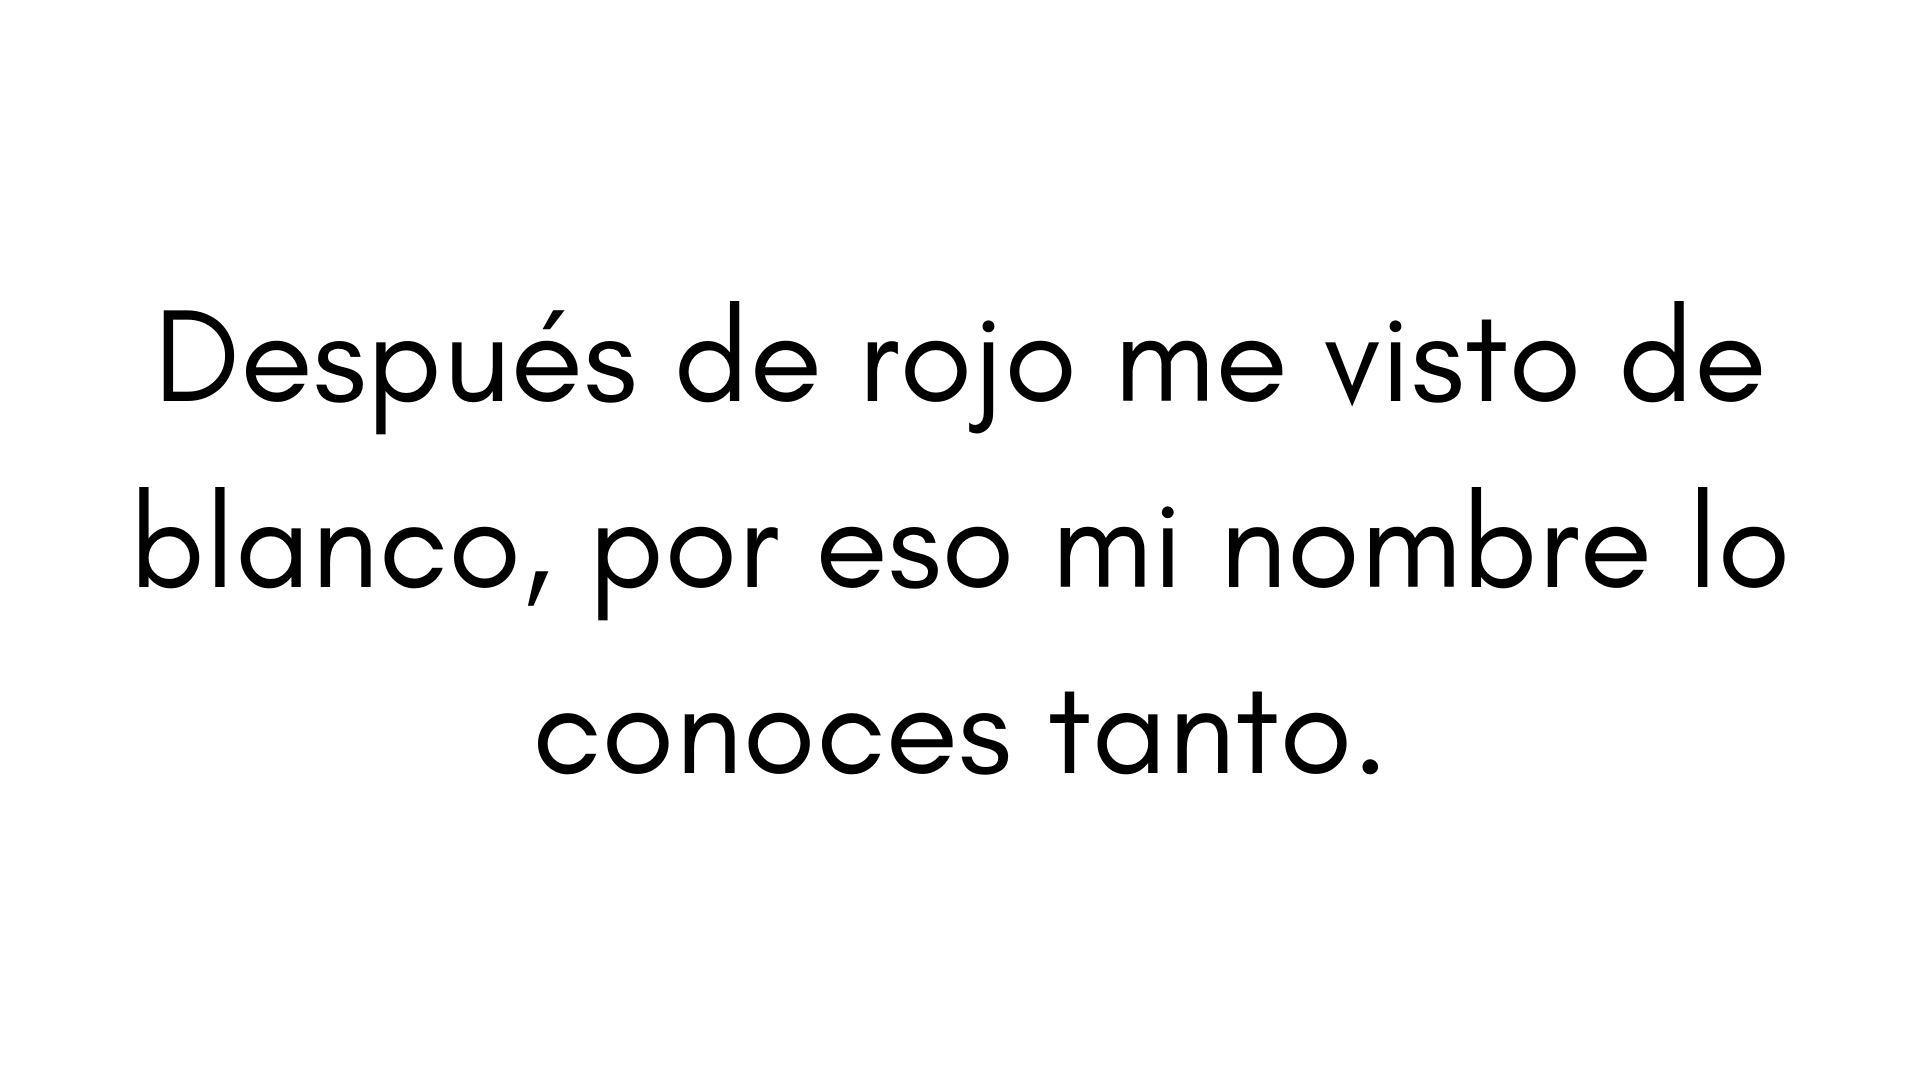 Después de rojo me visto de
blanco, por eso mi nombre lo
conoces tanto.